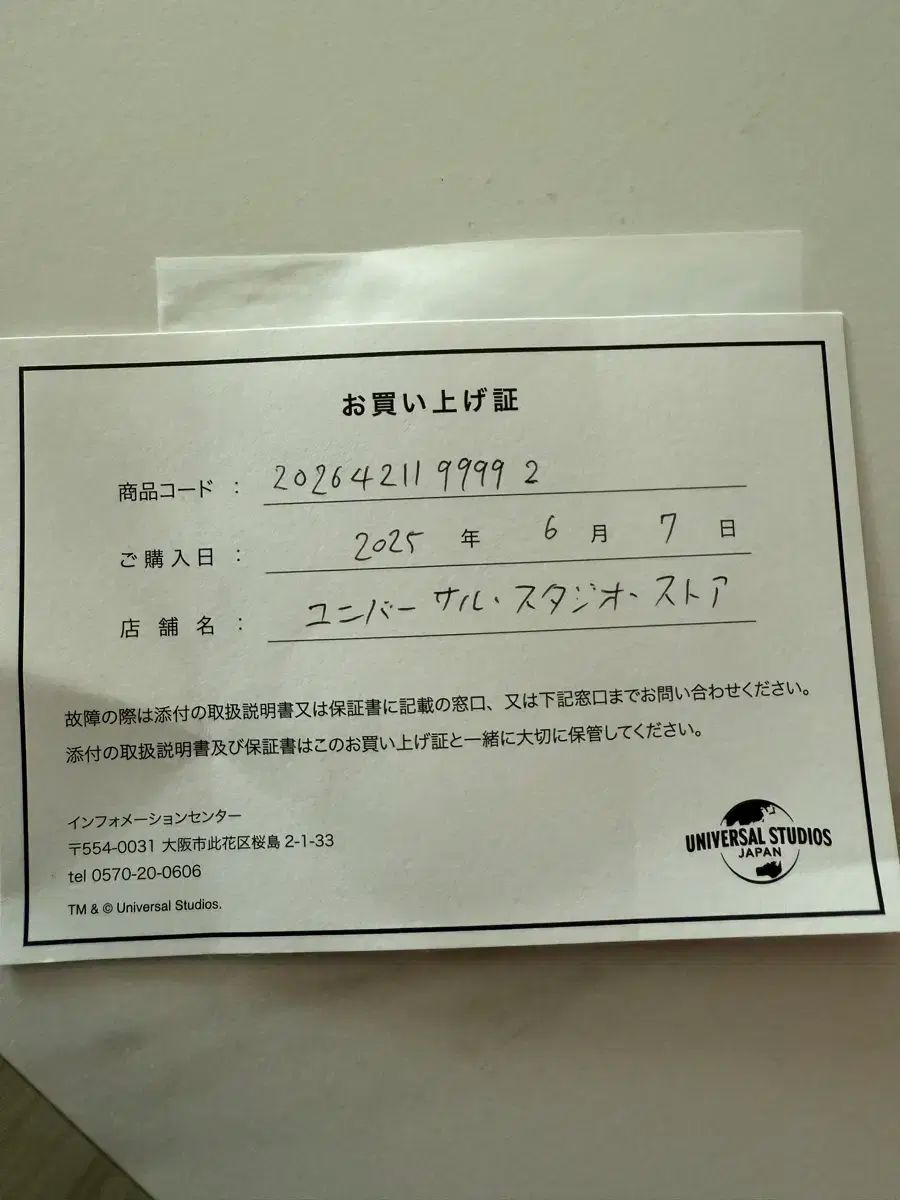 お買い上げ証
商品コード : 2026421199992
ご購入日 : 2025 年 6 月 7 日
店舗名 : ユニバーサル・スタジオ・ストア
故障の際は添付の取扱説明書又は保証書に記載の窓口、又は下記窓口までお問い合わせください。
添付の取扱説明書及び保証書はこのお買い上げ証と一緒に大切に保管してください。
インフォメーションセンター
〒554-0031 大阪市此花区桜島 2-1-33
tel 0570-20-0606
TM & © Universal Studios.
UNIVERSAL STUDIOS
JAPAN